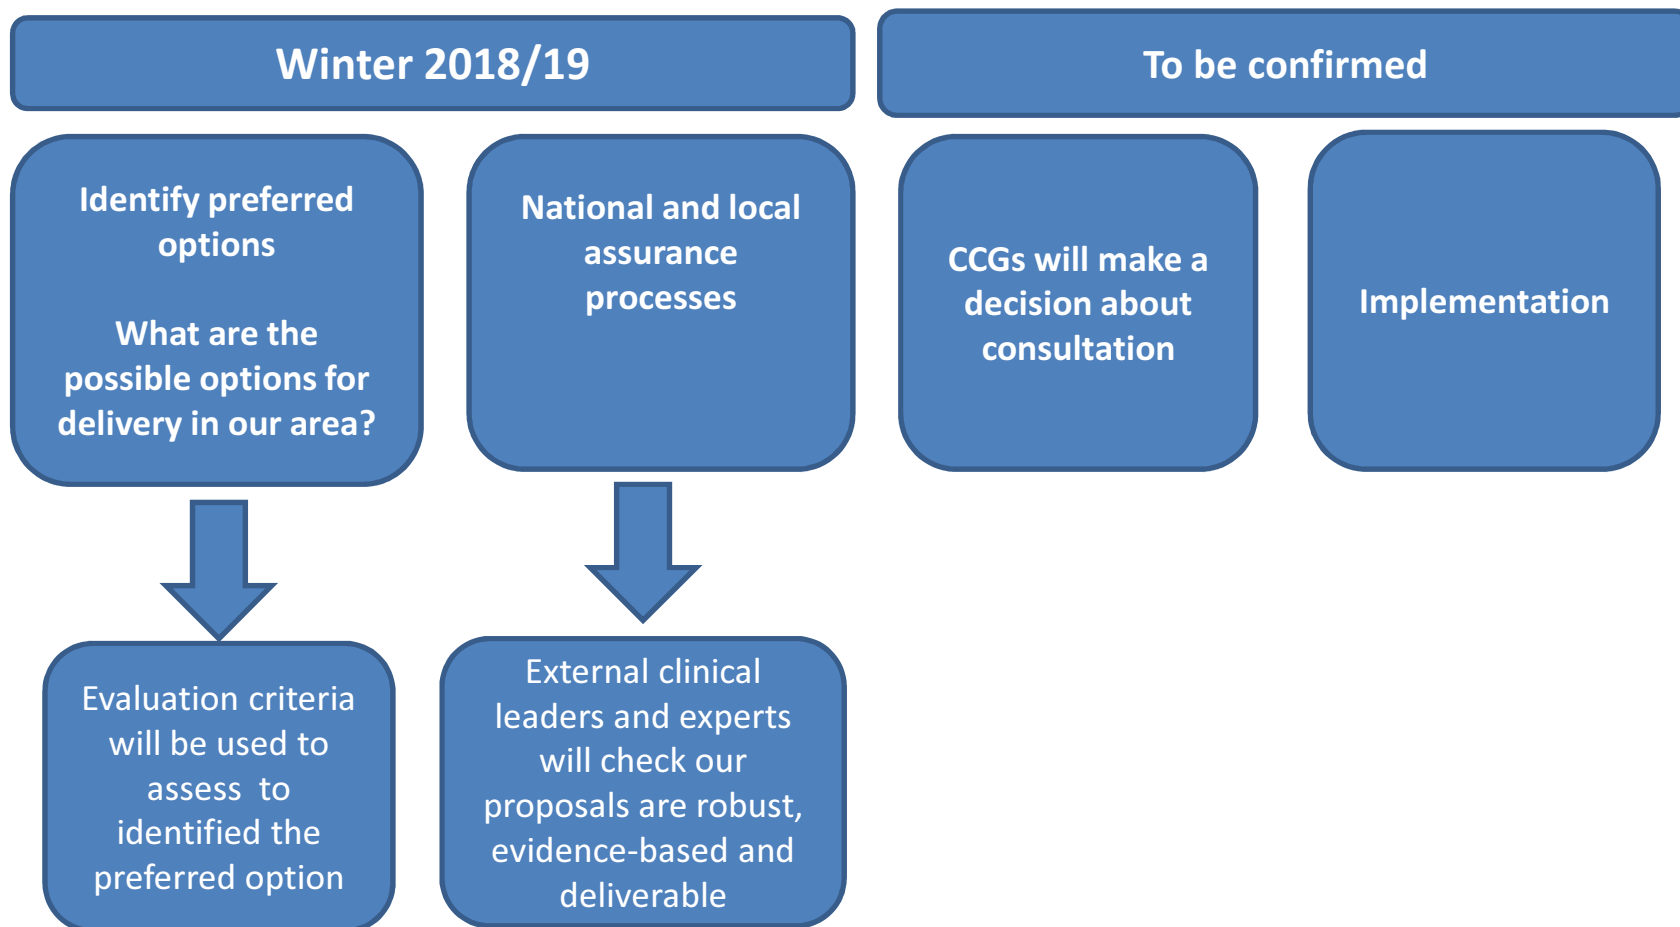 Winter 2018/19
To be confirmed
Identify preferred
options
What are the
possible options for
delivery in our area?
National and local
assurance
processes
CCGs will make a
decision about
consultation
Implementation
Evaluation criteria
will be used to
assess  to
identified the
preferred option
External clinical
leaders and experts
will check our
proposals are robust,
evidence-based and
deliverable